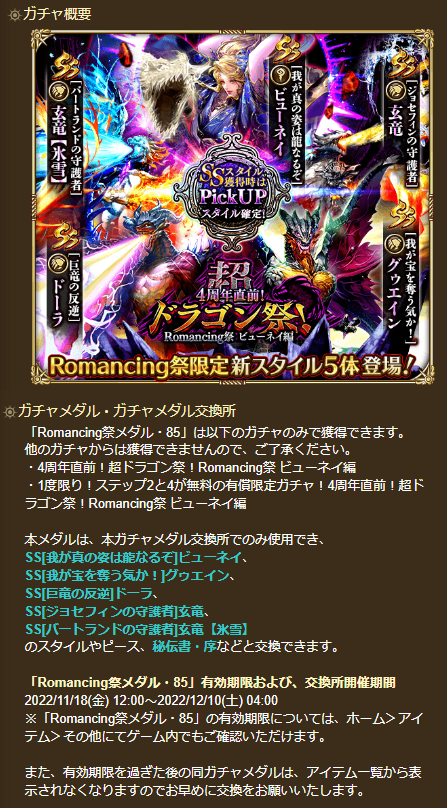 ガチャ概要
SS
[バートランドの守護者]
玄竜【氷雪】
SS
[我が真の姿は龍なるぞ]
ビューネイ
SS
[ジョセフィンの守護者]
玄竜
SSスタイル
獲得時は
PickUP
スタイル確定!
SS
[巨竜の反逆]
ドーラ
SS
[我が宝を奪う気か!]
グゥエイン
超
4周年直前!
ドラゴン祭!
Romancing祭 ビューネイ編
Romancing祭限定新スタイル5体登場!
ガチャメダル・ガチャメダル交換所
「Romancing祭メダル・85」は以下のガチャのみで獲得できます。
他のガチャからは獲得できませんので、ご了承ください。
・4周年直前！超ドラゴン祭！Romancing祭 ビューネイ編
・1度限り！ステップ2と4が無料の有償限定ガチャ！4周年直前！超ド
ラゴン祭！Romancing祭 ビューネイ編
本メダルは、本ガチャメダル交換所でのみ使用でき、
SS[我が真の姿は龍なるぞ]ビューネイ、
SS[我が宝を奪う気か！]グゥエイン、
SS[巨竜の反逆]ドーラ、
SS[ジョセフィンの守護者]玄竜、
SS[バートランドの守護者]玄竜【氷雪】
のスタイルやピース、秘伝書・序などと交換できます。
「Romancing祭メダル・85」有効期限および、交換所開催期間
2022/11/18(金) 12:00～2022/12/10(土) 04:00
※「Romancing祭メダル・85」の有効期限については、ホーム＞アイ
テム＞その他にてゲーム内でもご確認いただけます。
また、有効期限を過ぎた後の同ガチャメダルは、アイテム一覧から表
示されなくなりますのでお早めに交換をお願いいたします。